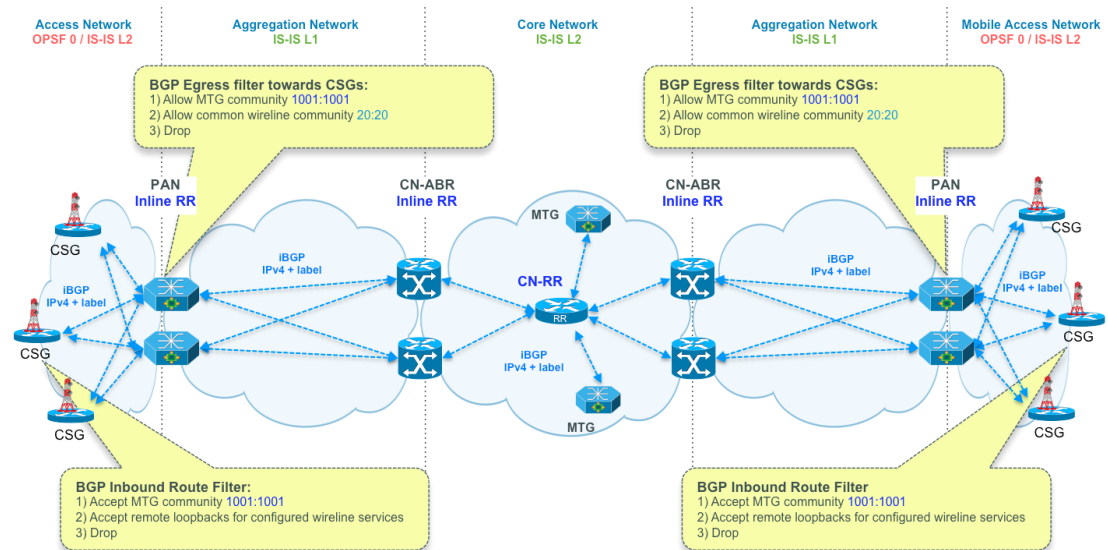 Access Network
OPSF 0 / IS-IS L2
Aggregation Network
IS-IS L1
Core Network
IS-IS L2
Aggregation Network
IS-IS L1
Mobile Access Network
OPSF 0 / IS-IS L2
BGP Egress filter towards CSGs:
1) Allow MTG community 1001:1001
2) Allow common wireline community 20:20
3) Drop
BGP Egress filter towards CSGs:
1) Allow MTG community 1001:1001
2) Allow common wireline community 20:20
3) Drop
PAN
Inline RR
CN-ABR
Inline RR
CN-ABR
Inline RR
PAN
Inline RR
MTG
CSG
CSG
iBGP
IPv4 + label
iBGP
IPv4 + label
iBGP
IPv4 + label
iBGP
IPv4 + label
CN-RR
RR
CSG
CSG
iBGP
IPv4 + label
MTG
CSG
CSG
BGP Inbound Route Filter:
1) Accept MTG community 1001:1001
2) Accept remote loopbacks for configured wireline services
3) Drop
BGP Inbound Route Filter
1) Accept MTG community 1001:1001
2) Accept remote loopbacks for configured wireline services
3) Drop